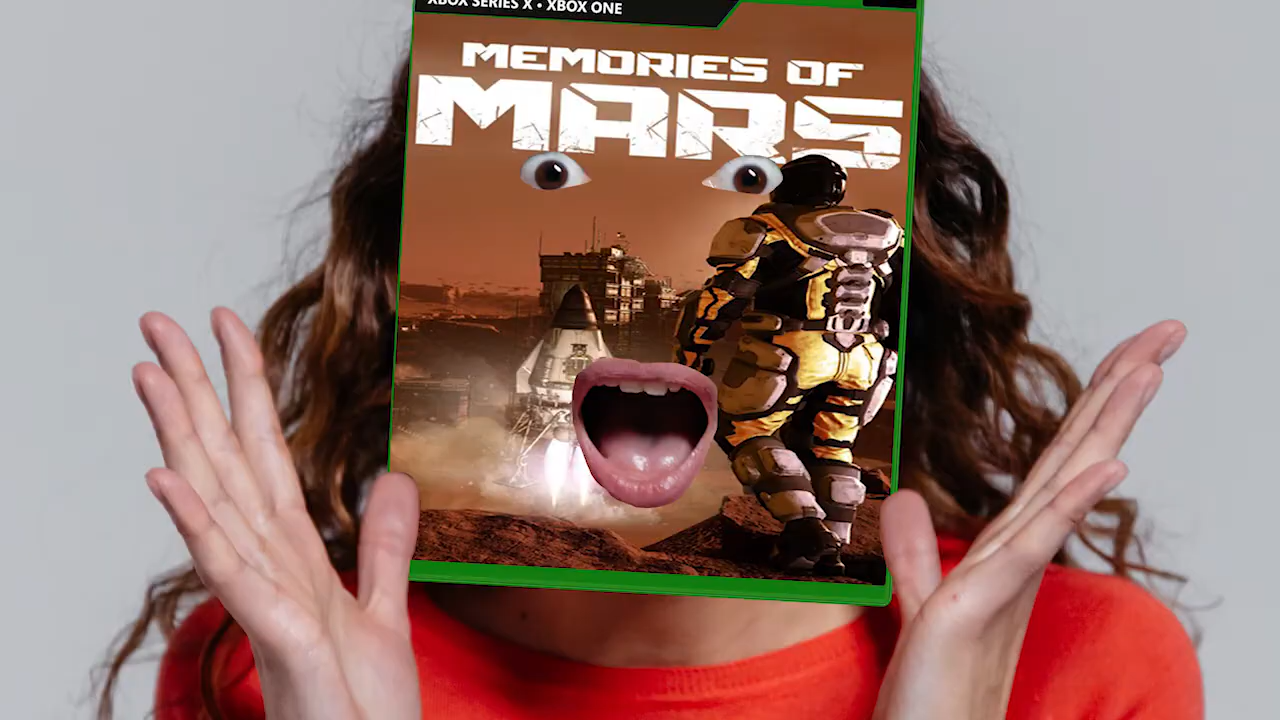 XBOX SERIES X • XBOX ONE
MEMORIES OF
MARS